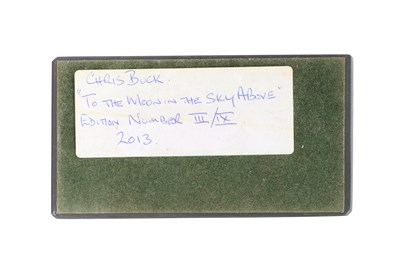 CHRIS BUCK.
"TO THE MOON IN THE SKY ABOVE"
EDITION NUMBER III/IX
2013.